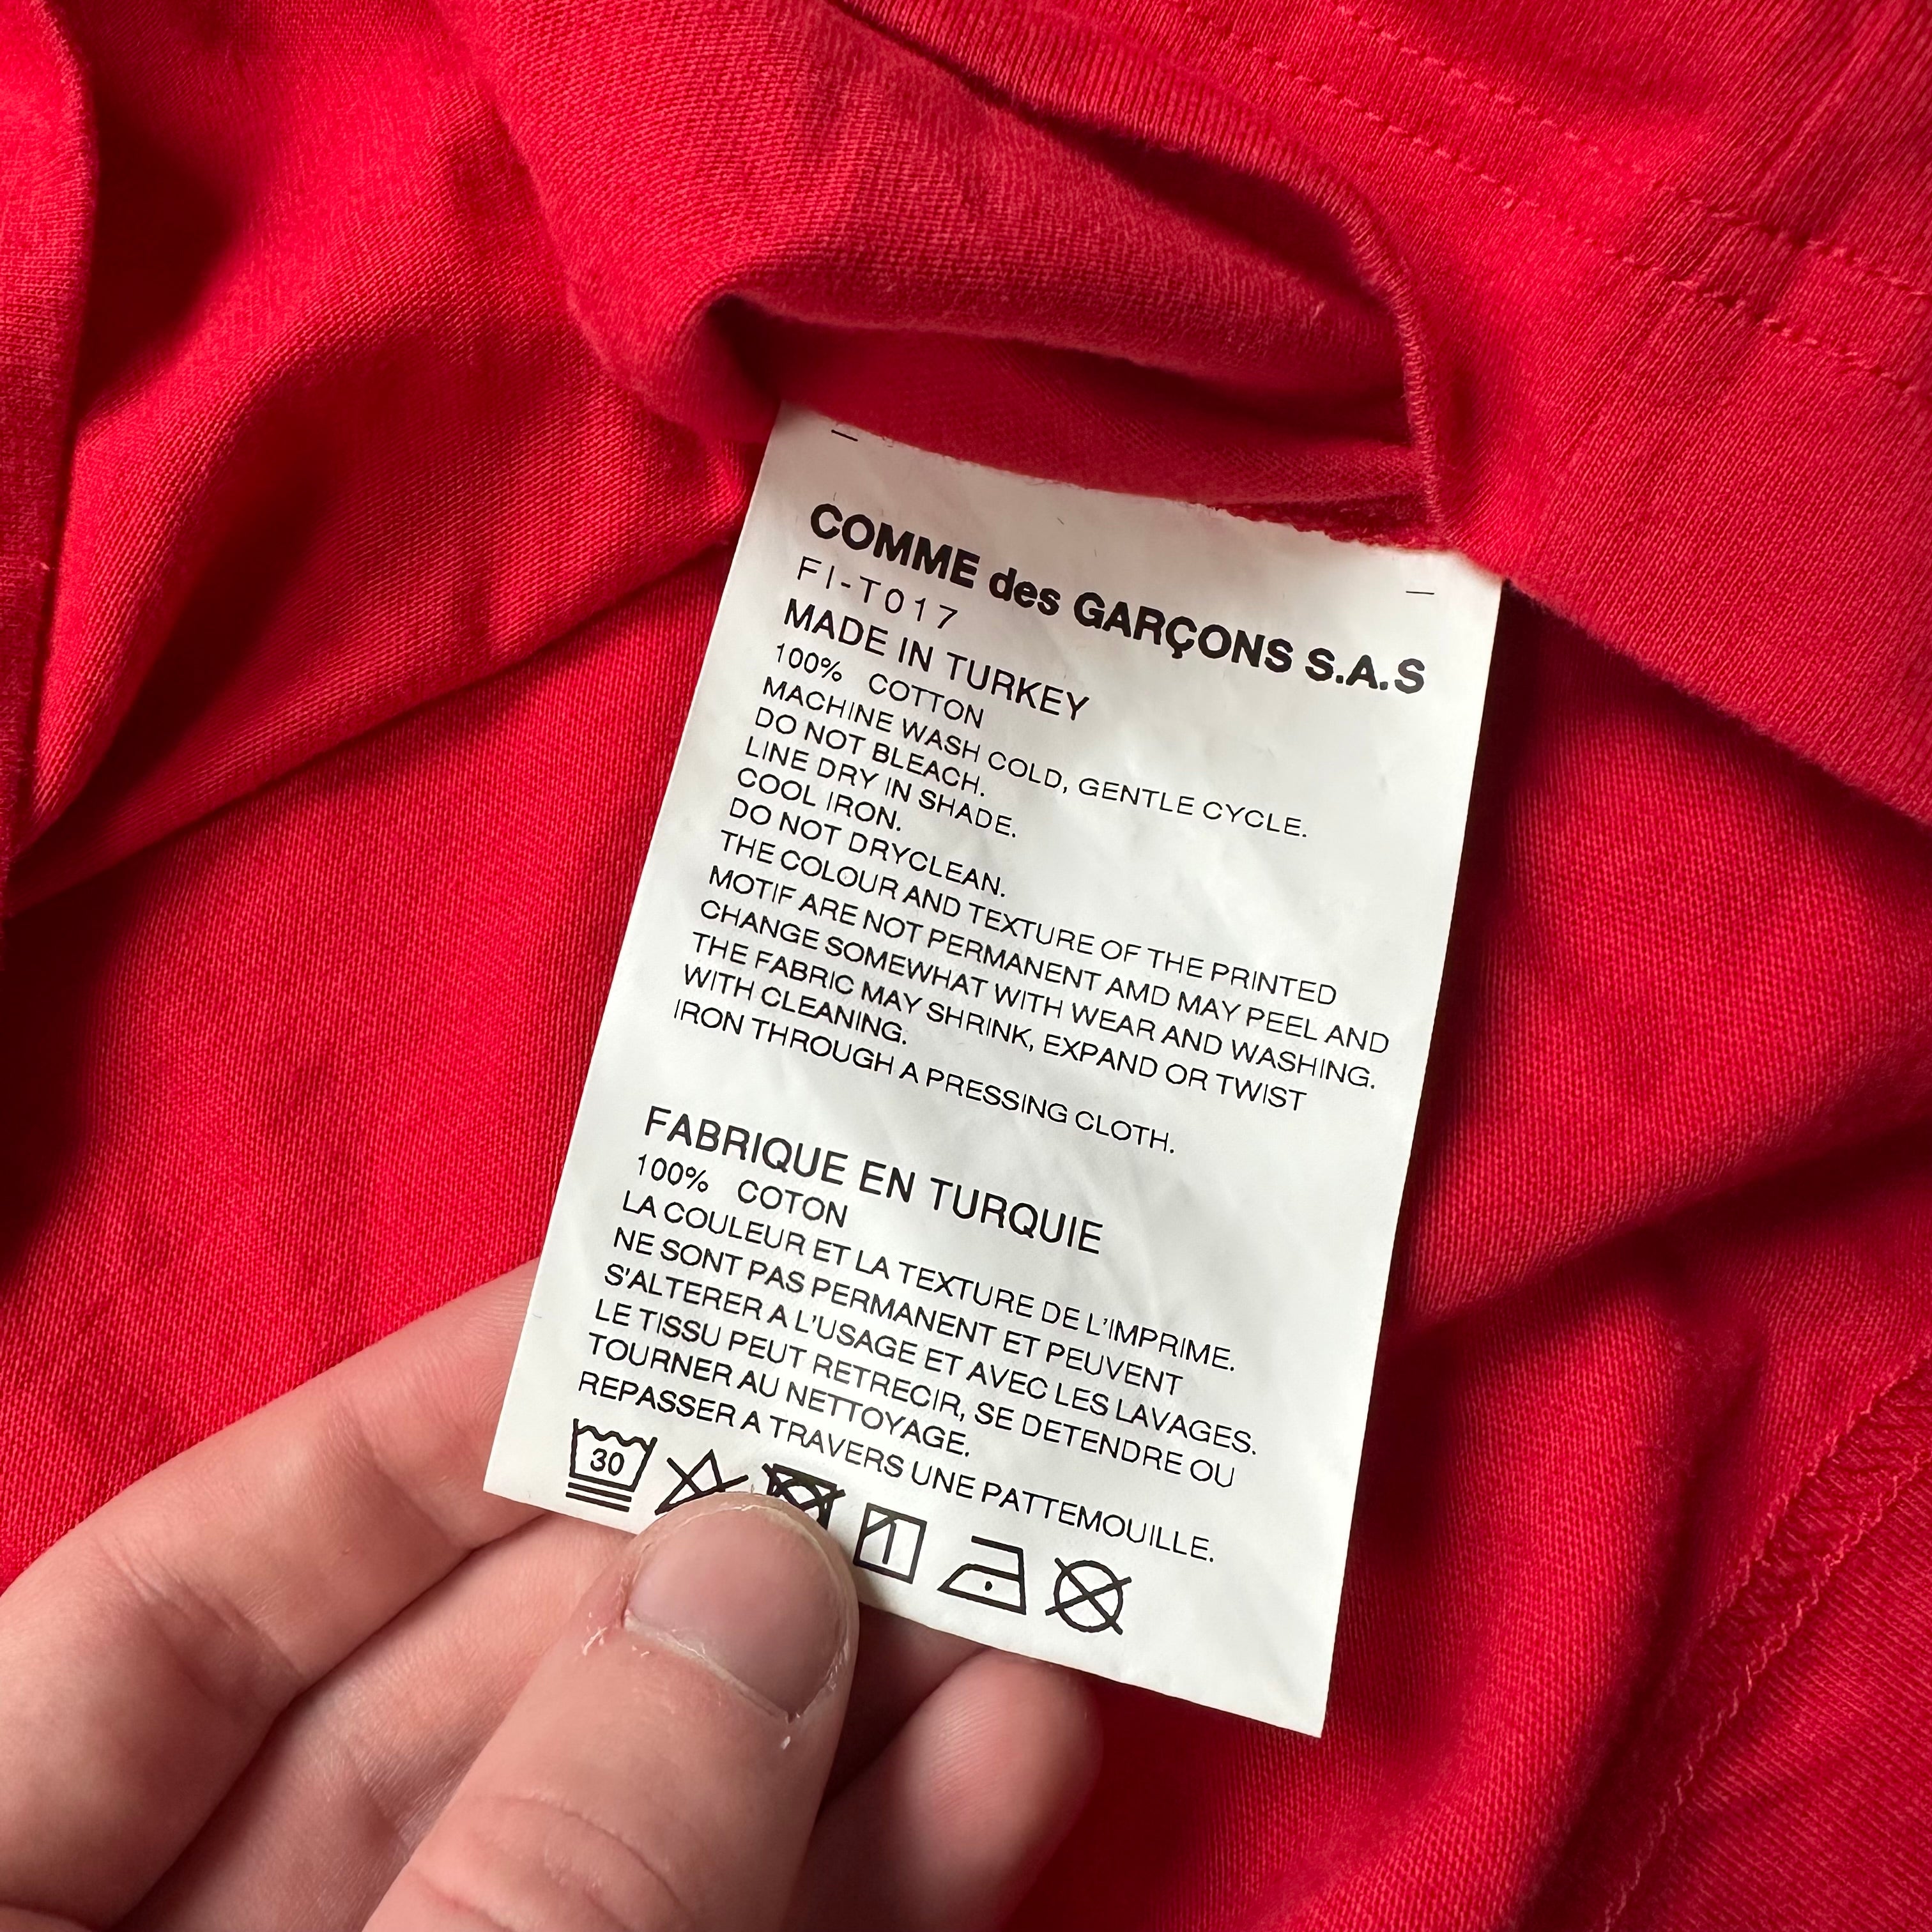 COMME des GARÇONS S.A.S
FI-T017
MADE IN TURKEY
100% COTTON
MACHINE WASH COLD, GENTLE CYCLE.
DO NOT BLEACH.
LINE DRY IN SHADE.
COOL IRON.
DO NOT DRYCLEAN.
THE COLOUR AND TEXTURE OF THE PRINTED
MOTIF ARE NOT PERMANENT AMD MAY PEEL AND
CHANGE SOMEWHAT WITH WEAR AND WASHING.
THE FABRIC MAY SHRINK, EXPAND OR TWIST
WITH CLEANING.
IRON THROUGH A PRESSING CLOTH.
FABRIQUE EN TURQUIE
100% COTON
LA COULEUR ET LA TEXTURE DE L'IMPRIME.
NE SONT PAS PERMANENT ET PEUVENT
S'ALTERER A L'USAGE ET AVEC LES LAVAGES.
LE TISSU PEUT RETRECIR, SE DETENDRE OU
TOURNER AU NETTOYAGE.
REPASSER A TRAVERS UNE PATTEMOUILLE.
30